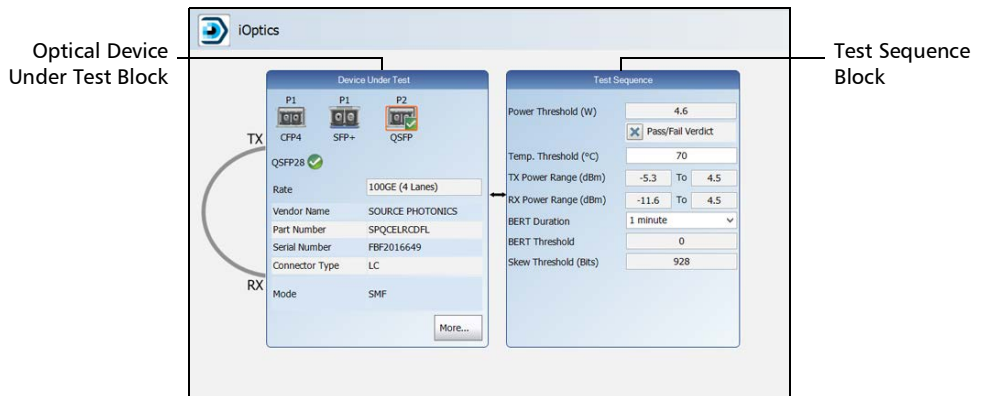 iOptics
Optical Device
Under Test Block
Test Sequence
Block
Device Under Test
P1 P1 P2
TX
CFP4 SFP+ QSFP
QSFP28
Rate 100GE (4 Lanes)
Vendor Name SOURCE PHOTONICS
Part Number SPQCELRCDFL
Serial Number FBF2016649
Connector Type LC
RX
Mode SMF
More...
Test Sequence
Power Threshold (W) 4.6
Pass/Fail Verdict
Temp. Threshold (°C) 70
TX Power Range (dBm) -5.3 To 4.5
RX Power Range (dBm) -11.6 To 4.5
BERT Duration 1 minute
BERT Threshold 0
Skew Threshold (Bits) 928